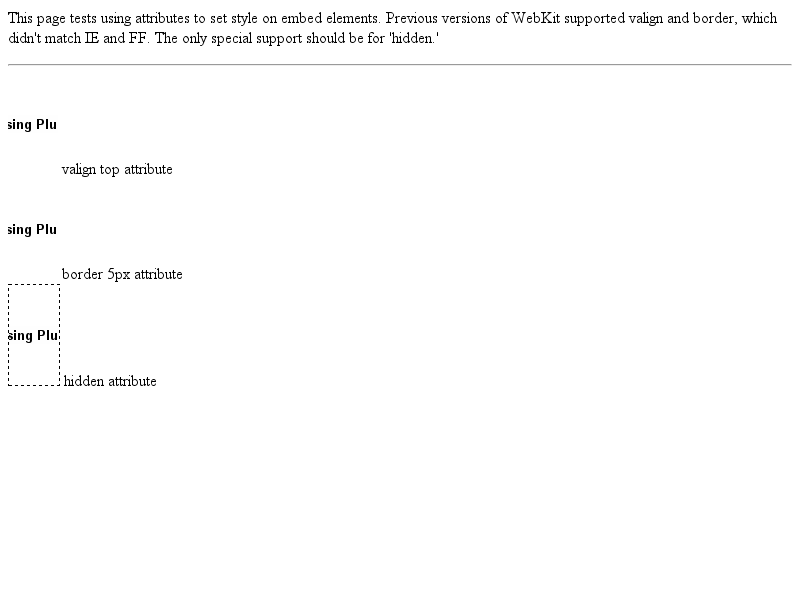 This page tests using attributes to set style on embed elements. Previous versions of WebKit supported valign and border, which
didn't match IE and FF. The only special support should be for 'hidden.'
sing Plu
valign top attribute
sing Plu
border 5px attribute
sing Plu
hidden attribute